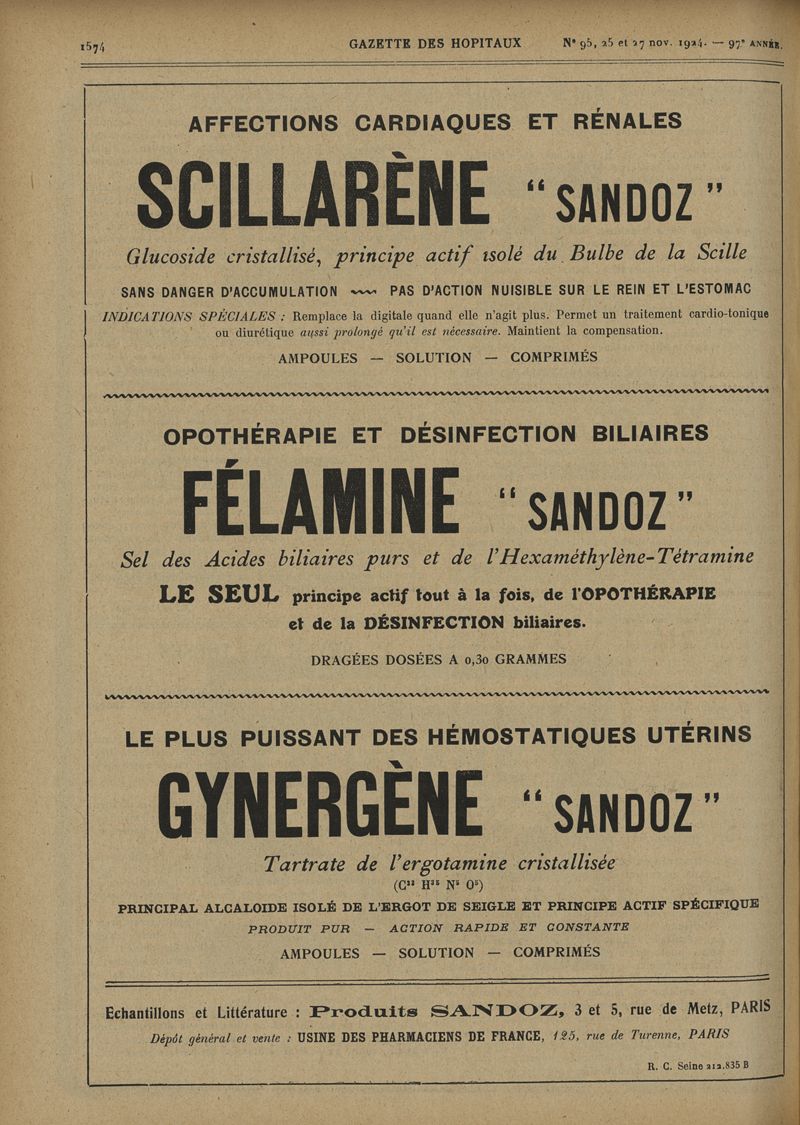 1574 GAZETTE DES HOPITAUX N° 95, 25 et 27 nov. 1924. — 97e ANNÉE.
AFFECTIONS CARDIAQUES ET RÉNALES
SCILLARÈNE “SANDOZ”
Glucoside cristallisé, principe actif isolé du Bulbe de la Scille
SANS DANGER D'ACCUMULATION ~~~ PAS D'ACTION NUISIBLE SUR LE REIN ET L'ESTOMAC
INDICATIONS SPÉCIALES : Remplace la digitale quand elle n'agit plus. Permet un traitement cardio-tonique
ou diurétique aussi prolongé qu'il est nécessaire. Maintient la compensation.
AMPOULES — SOLUTION — COMPRIMÉS
OPOTHÉRAPIE ET DÉSINFECTION BILIAIRES
FÉLAMINE “SANDOZ”
Sel des Acides biliaires purs et de l'Hexaméthylène-Tétramine
LE SEUL principe actif tout à la fois, de l'OPOTHÉRAPIE
et de la DÉSINFECTION biliaires.
DRAGÉES DOSÉES A 0,30 GRAMMES
LE PLUS PUISSANT DES HÉMOSTATIQUES UTÉRINS
GYNERGÈNE “SANDOZ”
Tartrate de l'ergotamine cristallisée
(C³³ H³⁵ N⁵ O⁵)
PRINCIPAL ALCALOIDE ISOLÉ DE L'ERGOT DE SEIGLE ET PRINCIPE ACTIF SPÉCIFIQUE
PRODUIT PUR — ACTION RAPIDE ET CONSTANTE
AMPOULES — SOLUTION — COMPRIMÉS
Echantillons et Littérature : Produits SANDOZ, 3 et 5, rue de Metz, PARIS
Dépôt général et vente : USINE DES PHARMACIENS DE FRANCE, 125, rue de Turenne, PARIS
R. C. Seine 212.835 B